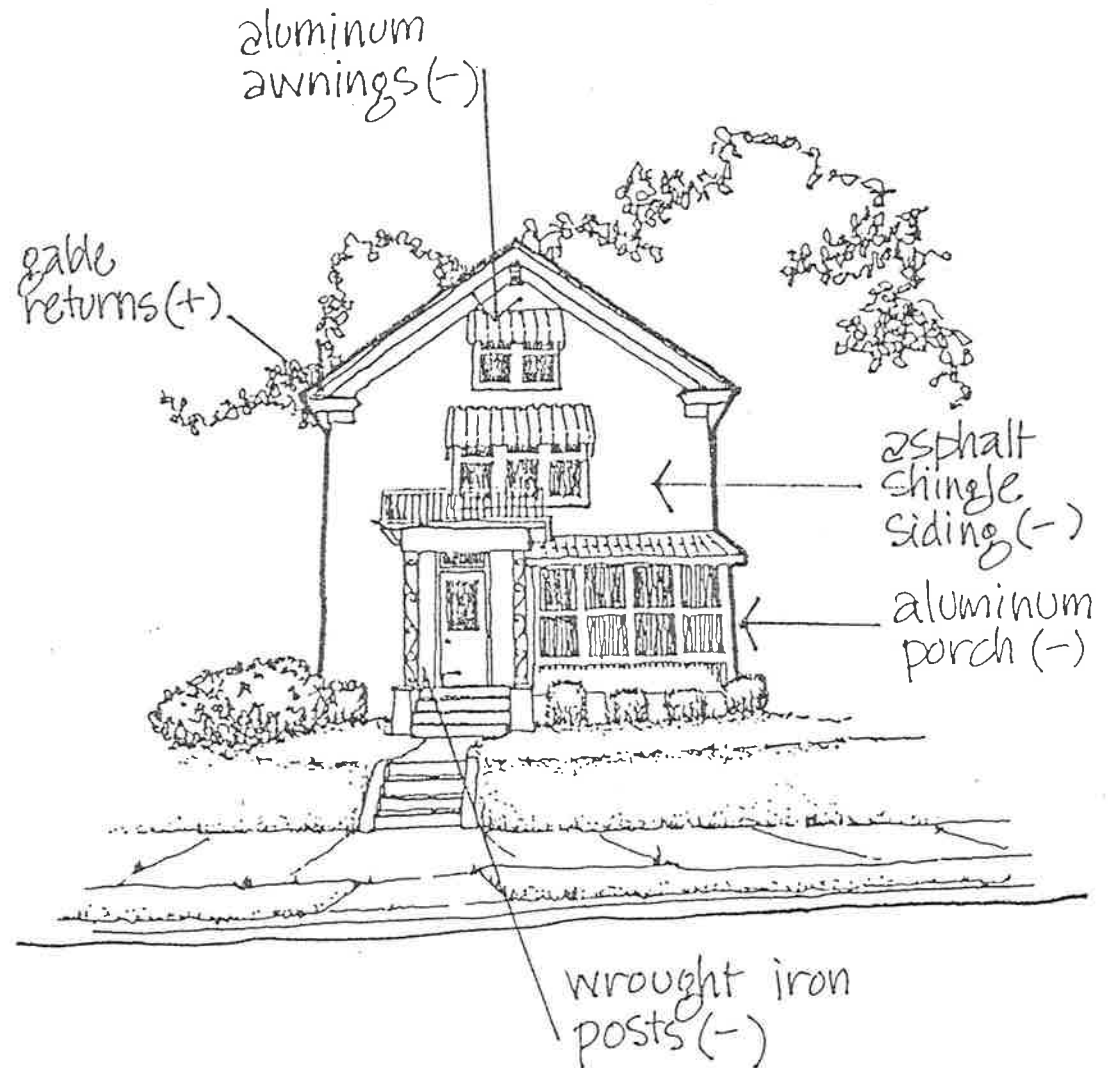 aluminum
awnings (-)
gable
returns (+)
asphalt
shingle
siding (-)
aluminum
porch (-)
wrought iron
posts (-)